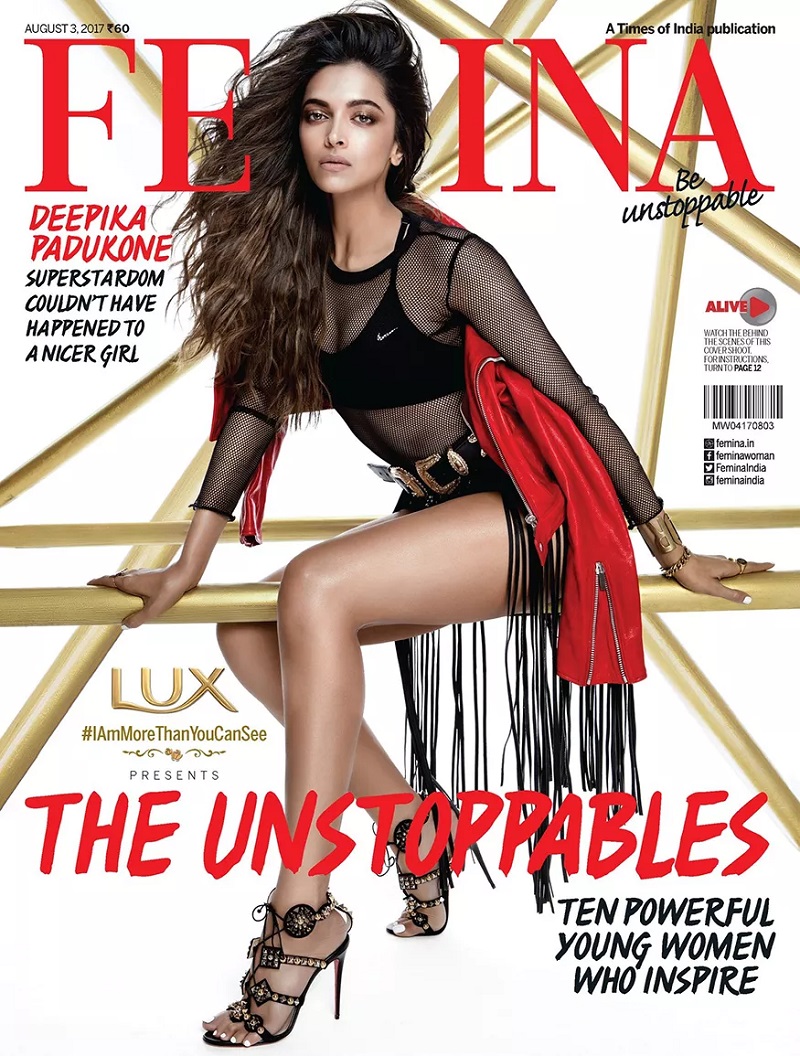 AUGUST 3, 2017 ₹60
A Times of India publication
FEMINA
Be
unstoppable
DEEPIKA
PADUKONE
SUPERSTARDOM
COULDN'T HAVE
HAPPENED TO
A NICER GIRL
ALIVE
WATCH THE BEHIND
THE SCENES OF THIS
COVER SHOOT.
FOR INSTRUCTIONS,
TURN TO PAGE 12
MW04170803
femina.in
feminawoman
FeminaIndia
feminaindia
LUX
#IAmMoreThanYouCanSee
PRESENTS
THE UNSTOPPABLES
TEN POWERFUL
YOUNG WOMEN
WHO INSPIRE